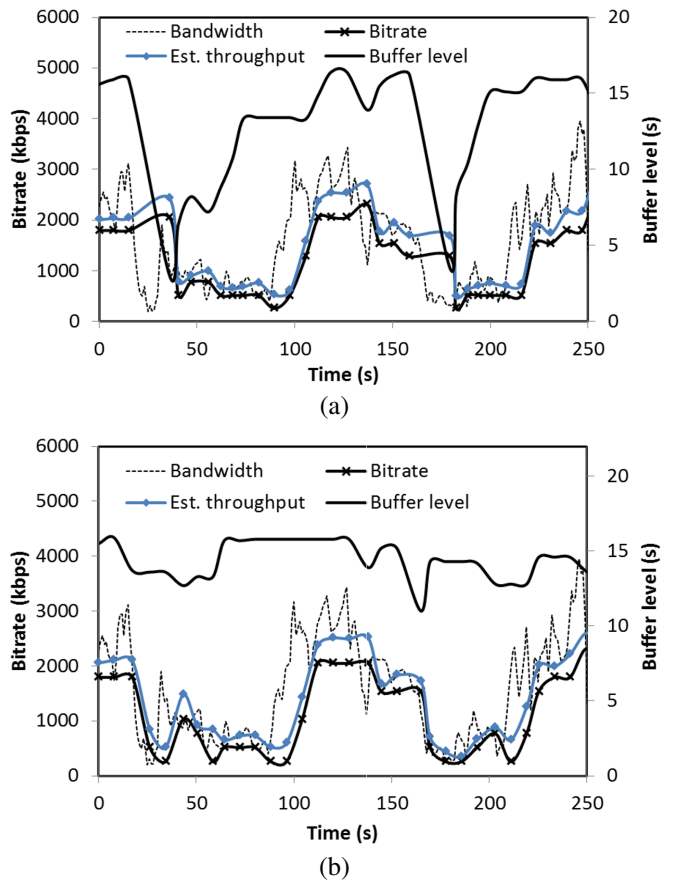 6000 20
Bandwidth Bitrate
5000 Est. throughput Buffer level
15
4000
Bitrate (kbps) 3000 10 Buffer level (s)
2000
5
1000
0 0
0 50 100 150 200 250
Time (s)
(a)
6000
Bandwidth Bitrate 20
5000 Est. throughput Buffer level
4000 15
Bitrate (kbps) 3000 10 Buffer level (s)
2000
5
1000
0 0
0 50 100 150 200 250
Time (s)
(b)